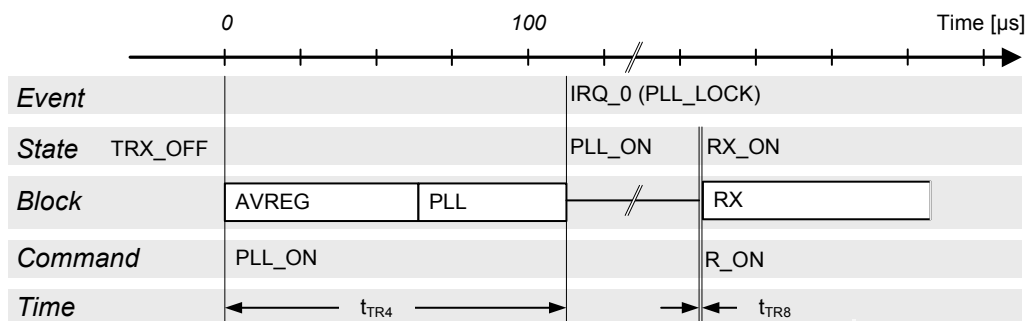 0 100 Time [µs]
Event IRQ_0 (PLL_LOCK)
State TRX_OFF PLL_ON RX_ON
Block AVREG PLL RX
Command PLL_ON R_ON
Time tTR4 tTR8